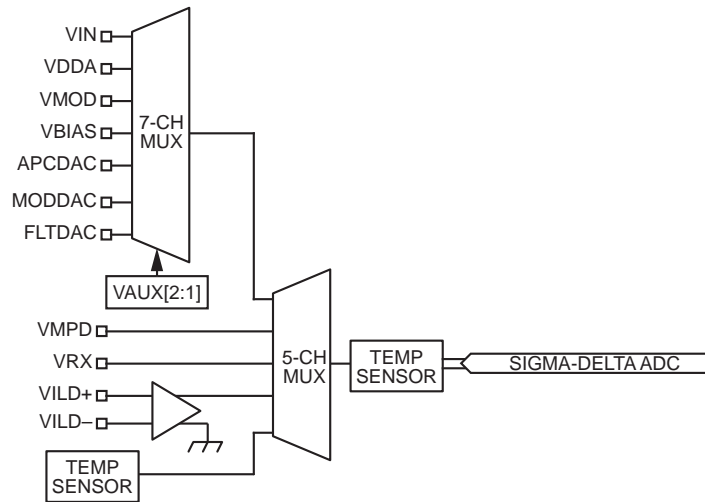 VIN
VDDA
VMOD
VBIAS
APCDAC
MODDAC
FLTDAC
7-CH
MUX
VAUX[2:1]
VMPD
VRX
VILD+
VILD–
TEMP
SENSOR
5-CH
MUX
TEMP
SENSOR
SIGMA-DELTA ADC